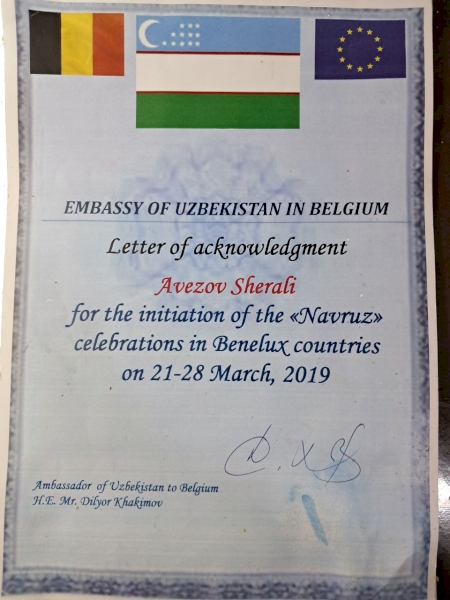 EMBASSY OF UZBEKISTAN IN BELGIUM
Letter of acknowledgment
Avezov Sherali
for the initiation of the «Navruz»
celebrations in Benelux countries
on 21-28 March, 2019
Ambassador of Uzbekistan to Belgium
H.E. Mr. Dilyor Khakimov